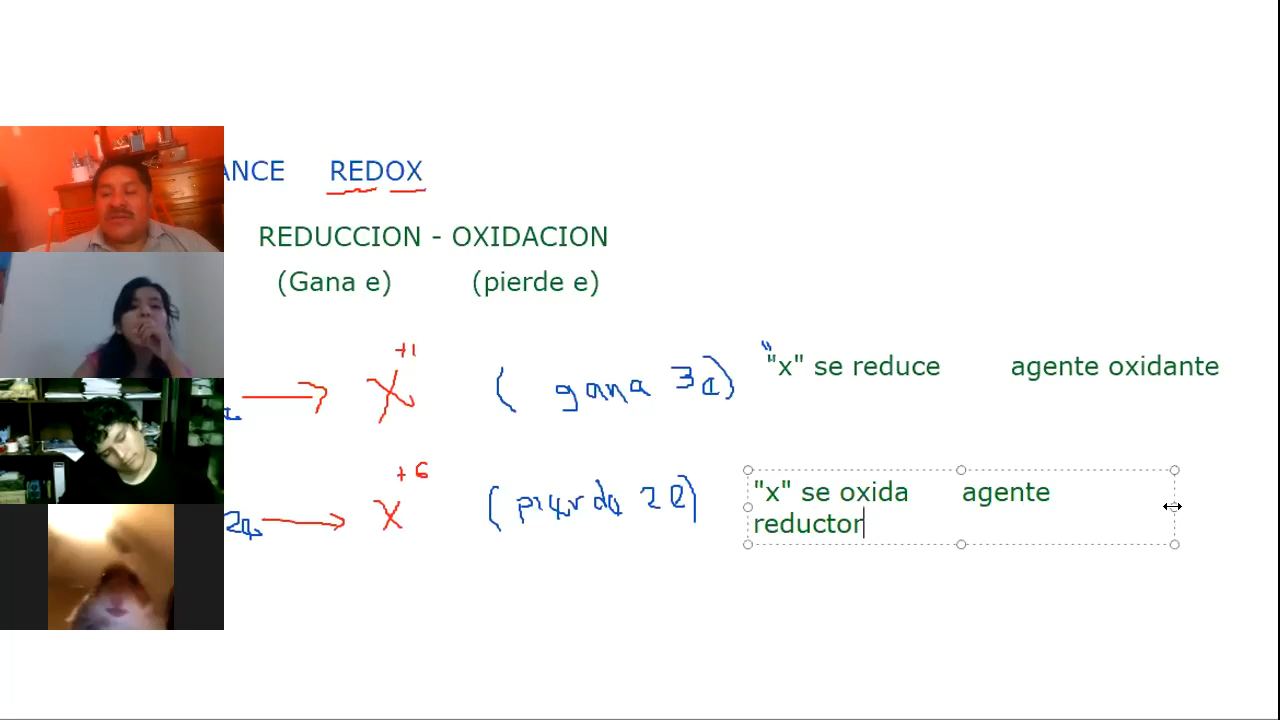 ANCE REDOX
REDUCCION - OXIDACION
(Gana e) (pierde e)
X +1 ( gana 3e) "x" se reduce agente oxidante
X +6 (pierde 2e) "x" se oxida agente
reductor